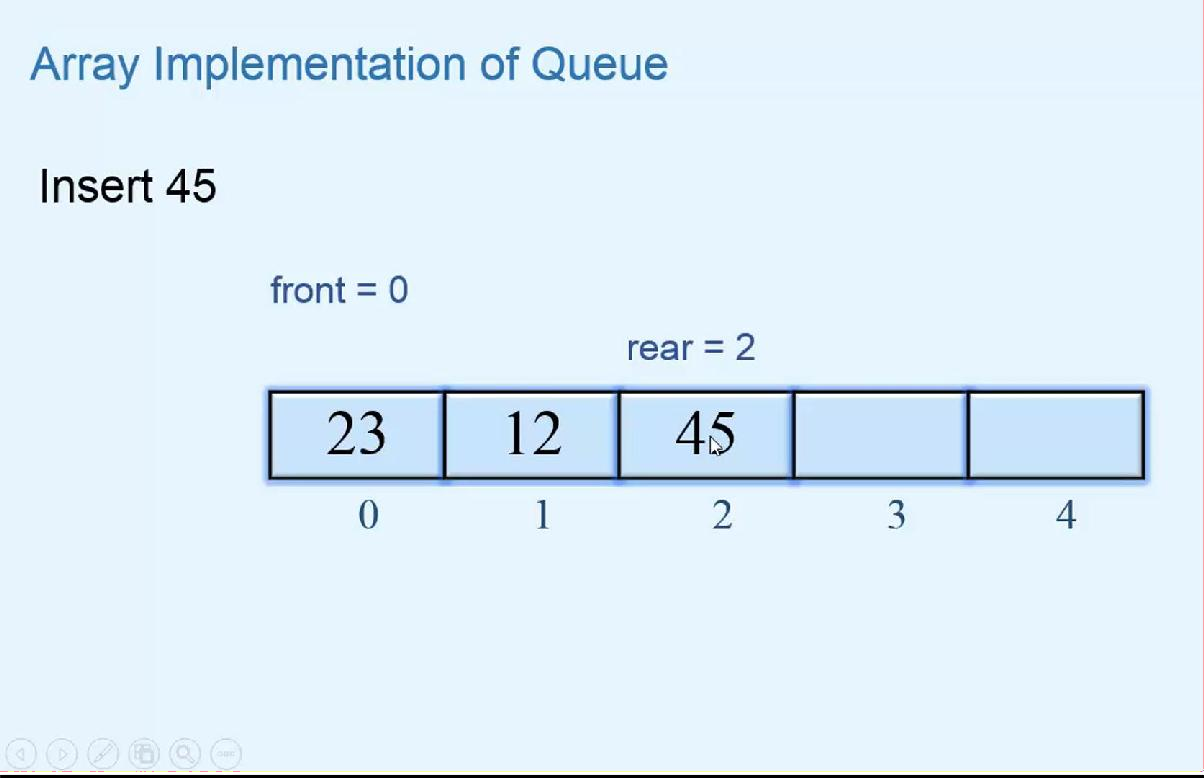 Array Implementation of Queue
Insert 45
front = 0
rear = 2
23 12 45
0 1 2 3 4